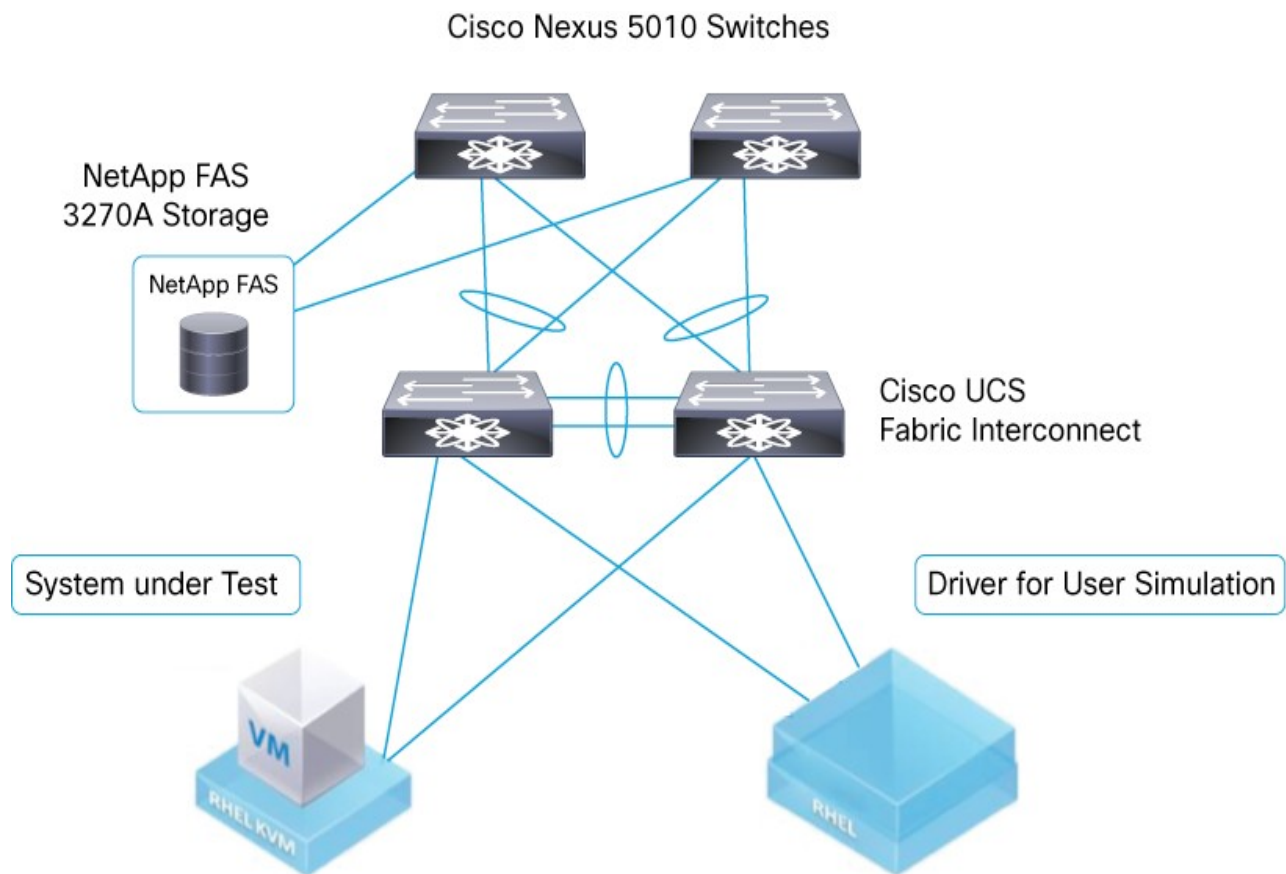 Cisco Nexus 5010 Switches
NetApp FAS
3270A Storage
NetApp FAS
Cisco UCS
Fabric Interconnect
System under Test
Driver for User Simulation
VM
RHEL KVM
RHEL